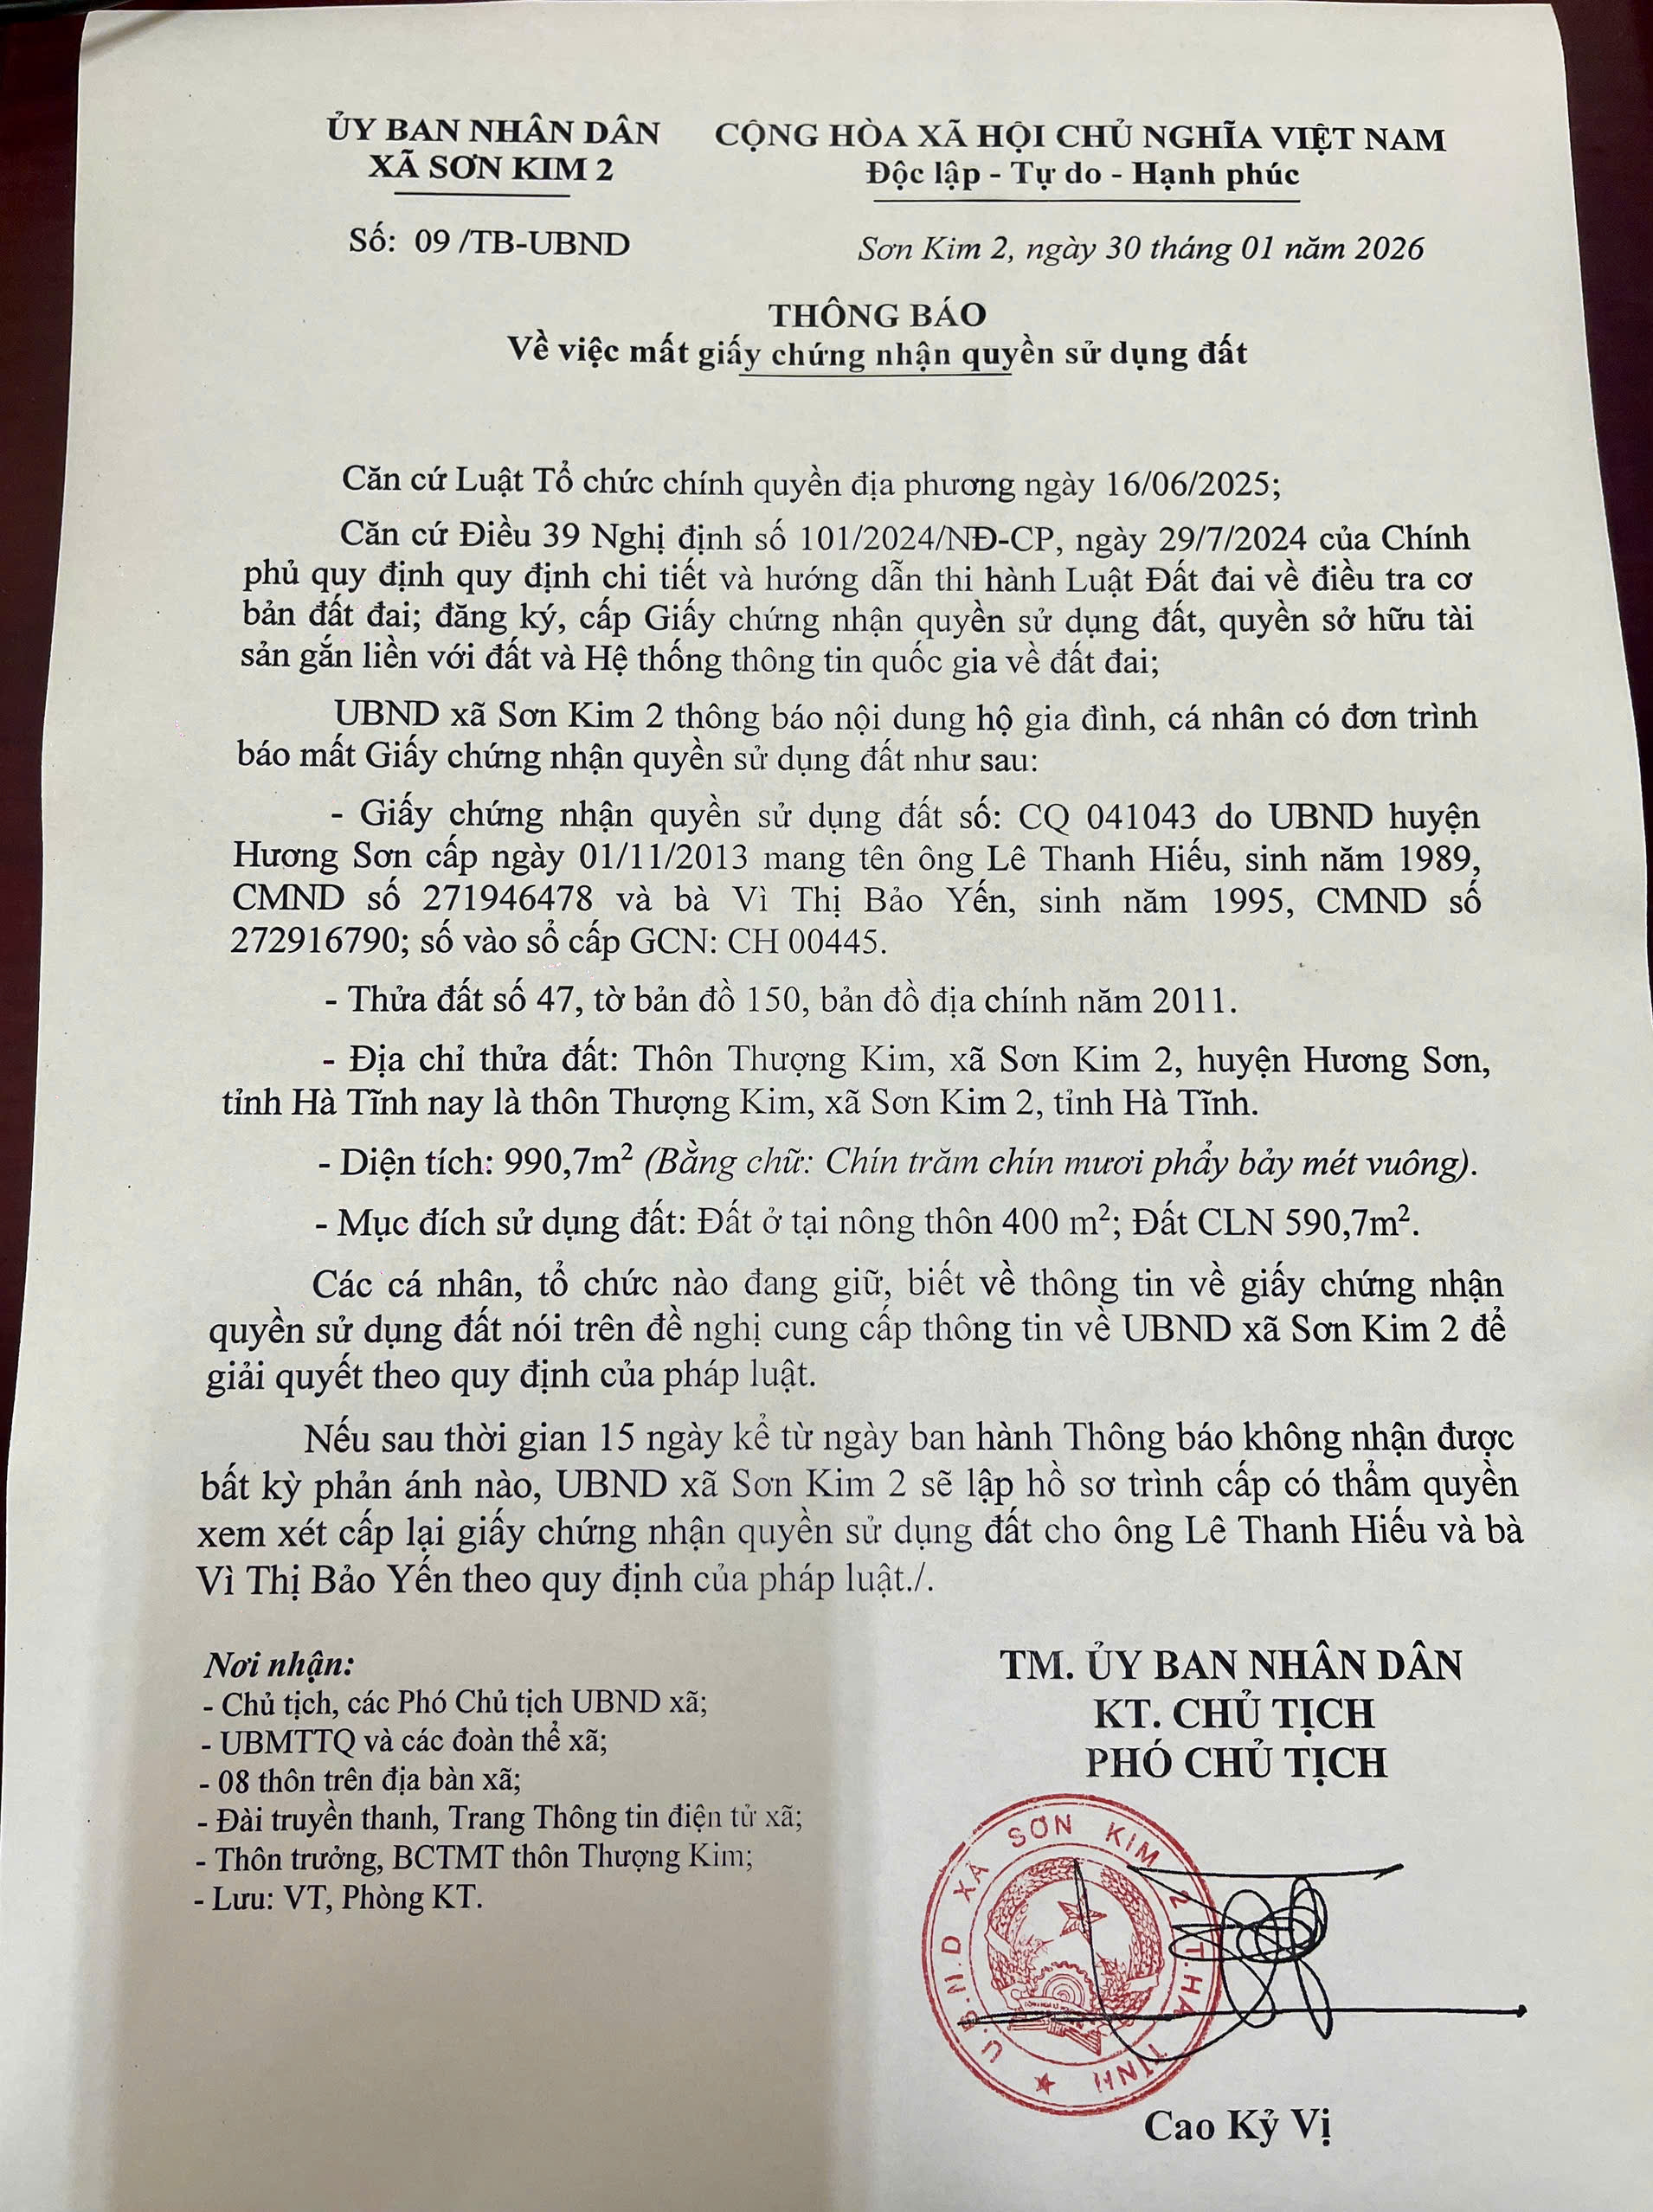 ỦY BAN NHÂN DÂN
XÃ SƠN KIM 2
CỘNG HÒA XÃ HỘI CHỦ NGHĨA VIỆT NAM
Độc lập - Tự do - Hạnh phúc
Số: 09 /TB-UBND
Sơn Kim 2, ngày 30 tháng 01 năm 2026
THÔNG BÁO
Về việc mất giấy chứng nhận quyền sử dụng đất
Căn cứ Luật Tổ chức chính quyền địa phương ngày 16/06/2025;
Căn cứ Điều 39 Nghị định số 101/2024/NĐ-CP, ngày 29/7/2024 của Chính
phủ quy định quy định chi tiết và hướng dẫn thi hành Luật Đất đai về điều tra cơ
bản đất đai; đăng ký, cấp Giấy chứng nhận quyền sử dụng đất, quyền sở hữu tài
sản gắn liền với đất và Hệ thống thông tin quốc gia về đất đai;
UBND xã Sơn Kim 2 thông báo nội dung hộ gia đình, cá nhân có đơn trình
báo mất Giấy chứng nhận quyền sử dụng đất như sau:
- Giấy chứng nhận quyền sử dụng đất số: CQ 041043 do UBND huyện
Hương Sơn cấp ngày 01/11/2013 mang tên ông Lê Thanh Hiếu, sinh năm 1989,
CMND số 271946478 và bà Vì Thị Bảo Yến, sinh năm 1995, CMND số
272916790; số vào sổ cấp GCN: CH 00445.
- Thửa đất số 47, tờ bản đồ 150, bản đồ địa chính năm 2011.
- Địa chỉ thửa đất: Thôn Thượng Kim, xã Sơn Kim 2, huyện Hương Sơn,
tỉnh Hà Tĩnh nay là thôn Thượng Kim, xã Sơn Kim 2, tỉnh Hà Tĩnh.
- Diện tích: 990,7m² (Bằng chữ: Chín trăm chín mươi phẩy bảy mét vuông).
- Mục đích sử dụng đất: Đất ở tại nông thôn 400 m²; Đất CLN 590,7m².
Các cá nhân, tổ chức nào đang giữ, biết về thông tin về giấy chứng nhận
quyền sử dụng đất nói trên đề nghị cung cấp thông tin về UBND xã Sơn Kim 2 để
giải quyết theo quy định của pháp luật.
Nếu sau thời gian 15 ngày kể từ ngày ban hành Thông báo không nhận được
bất kỳ phản ánh nào, UBND xã Sơn Kim 2 sẽ lập hồ sơ trình cấp có thẩm quyền
xem xét cấp lại giấy chứng nhận quyền sử dụng đất cho ông Lê Thanh Hiếu và bà
Vì Thị Bảo Yến theo quy định của pháp luật./.
Nơi nhận:
- Chủ tịch, các Phó Chủ tịch UBND xã;
- UBMTTQ và các đoàn thể xã;
- 08 thôn trên địa bàn xã;
- Đài truyền thanh, Trang Thông tin điện tử xã;
- Thôn trưởng, BCTMT thôn Thượng Kim;
- Lưu: VT, Phòng KT.
TM. ỦY BAN NHÂN DÂN
KT. CHỦ TỊCH
PHÓ CHỦ TỊCH
U.B.N.D XÃ SƠN KIM 2 T.HÀ TĨNH
Cao Kỷ Vị